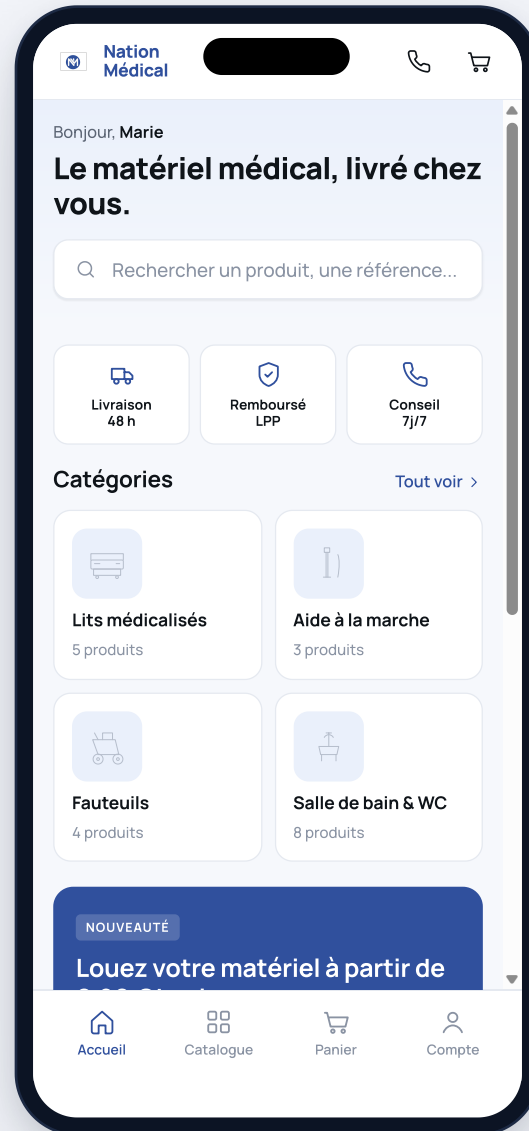 Nation
Médical
Bonjour, Marie
Le matériel médical, livré chez
vous.
Rechercher un produit, une référence...
Livraison
48 h
Remboursé
LPP
Conseil
7j/7
Catégories
Tout voir
Lits médicalisés
5 produits
Aide à la marche
3 produits
Fauteuils
4 produits
Salle de bain & WC
8 produits
NOUVEAUTÉ
Louez votre matériel à partir de
Accueil
Catalogue
Panier
Compte